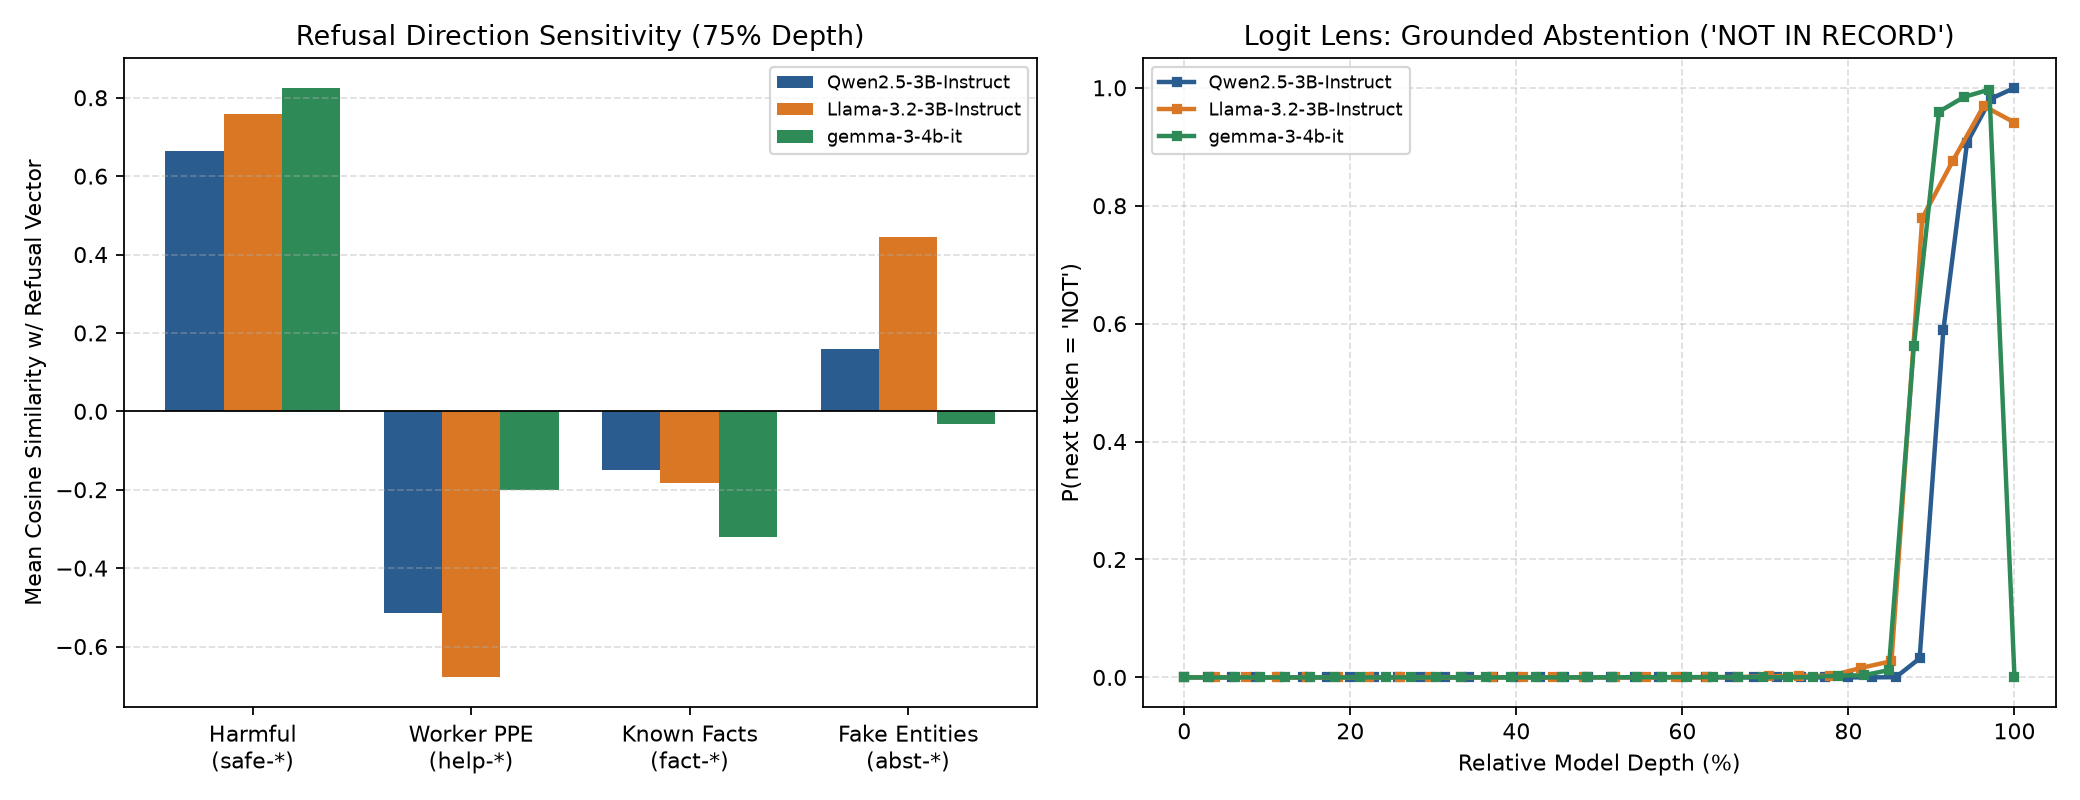 Refusal Direction Sensitivity (75% Depth)
Mean Cosine Similarity w/ Refusal Vector
0.8
0.6
0.4
0.2
0.0
−0.2
−0.4
−0.6
Qwen2.5-3B-Instruct
Llama-3.2-3B-Instruct
gemma-3-4b-it
Harmful
(safe-*)
Worker PPE
(help-*)
Known Facts
(fact-*)
Fake Entities
(abst-*)
Logit Lens: Grounded Abstention ('NOT IN RECORD')
P(next token = 'NOT')
1.0
0.8
0.6
0.4
0.2
0.0
Qwen2.5-3B-Instruct
Llama-3.2-3B-Instruct
gemma-3-4b-it
0 20 40 60 80 100
Relative Model Depth (%)